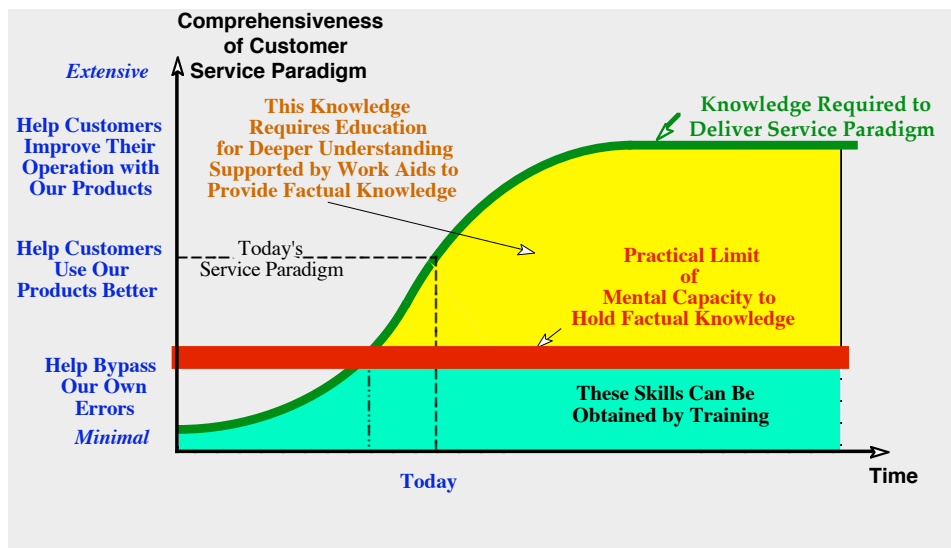 Comprehensiveness
of Customer
Service Paradigm
Extensive
Help Customers
Improve Their
Operation with
Our Products
This Knowledge
Requires Education
for Deeper Understanding
Supported by Work Aids to
Provide Factual Knowledge
Knowledge Required to
Deliver Service Paradigm
Help Customers
Use Our
Products Better
Today's
Service Paradigm
Practical Limit
of
Mental Capacity to
Hold Factual Knowledge
Help Bypass
Our Own
Errors
Minimal
These Skills Can Be
Obtained by Training
Today
Time